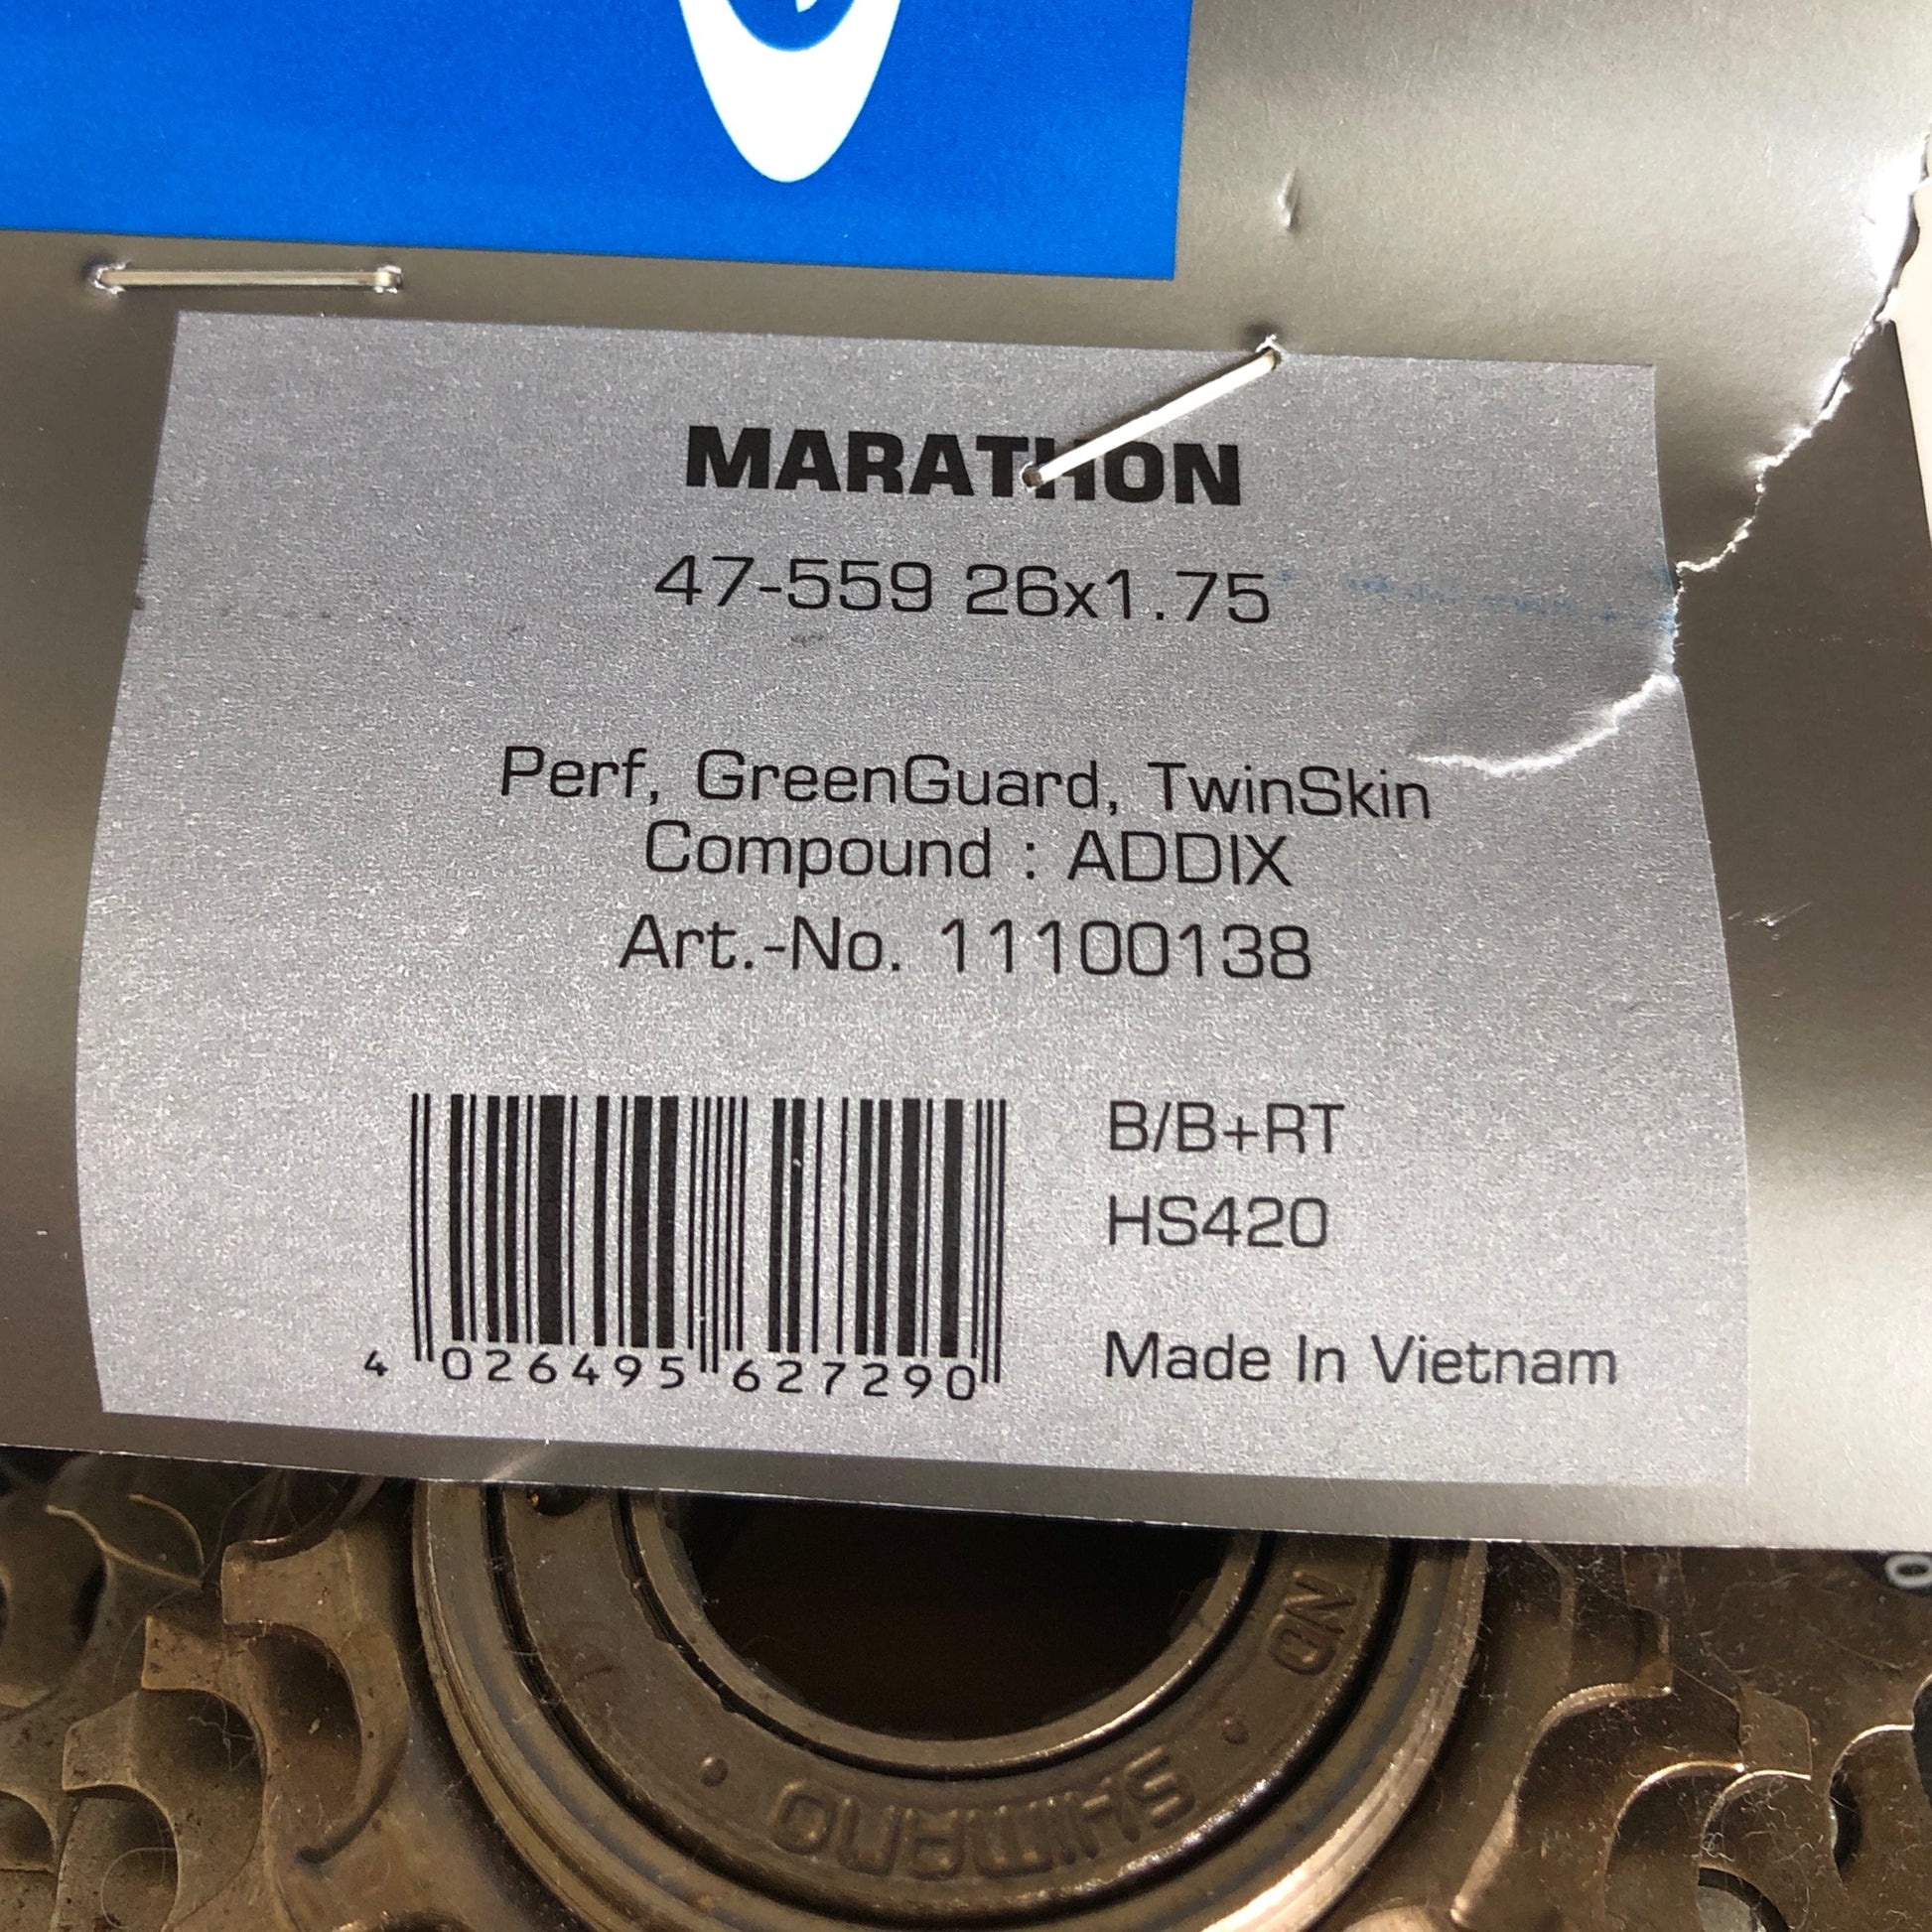 MARATHON
47-559 26x1.75
Perf, GreenGuard, TwinSkin
Compound : ADDIX
Art.-No. 11100138
B/B+RT
HS420
4 026495 627290
Made In Vietnam
ND
SHIMANO